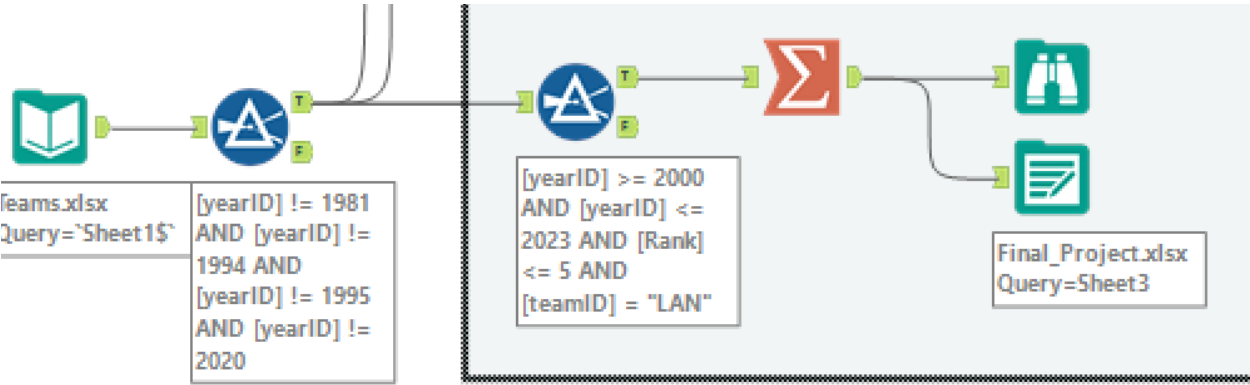 T
F
T
F
Teams.xlsx
Query=`Sheet1$`
[yearID] != 1981
AND [yearID] !=
1994 AND
[yearID] != 1995
AND [yearID] !=
2020
[yearID] >= 2000
AND [yearID] <=
2023 AND [Rank]
<= 5 AND
[teamID] = "LAN"
Σ
Final_Project.xlsx
Query=Sheet3